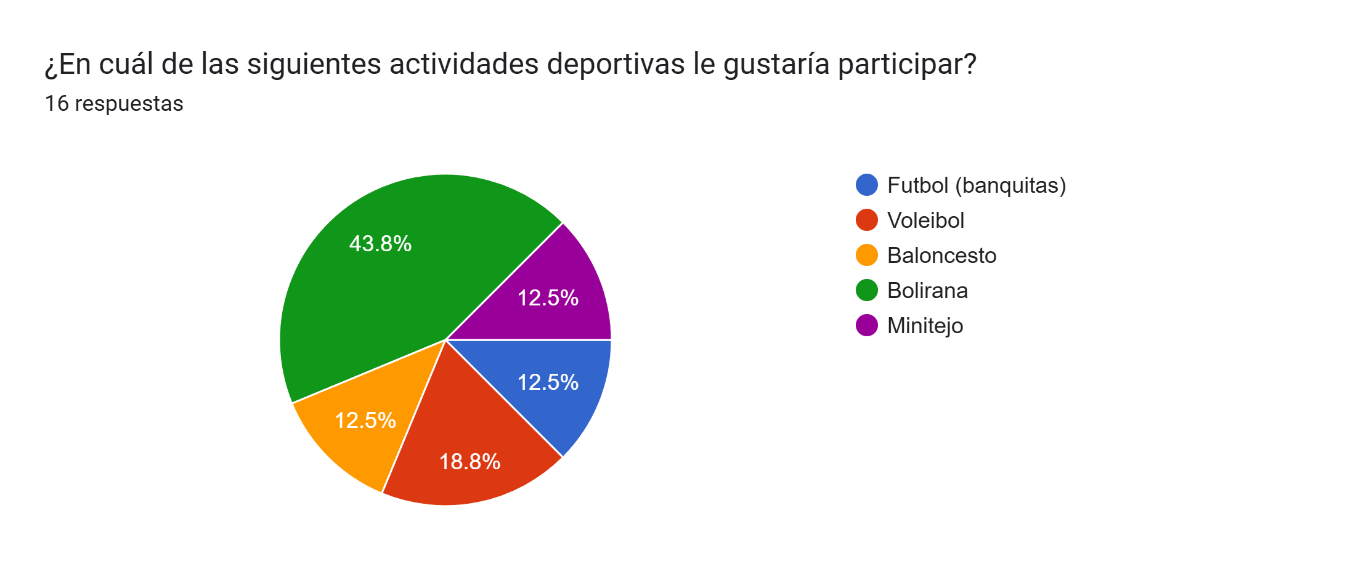 ¿En cuál de las siguientes actividades deportivas le gustaría participar?
16 respuestas
43.8%
12.5%
12.5%
12.5%
18.8%
Futbol (banquitas)
Voleibol
Baloncesto
Bolirana
Minitejo